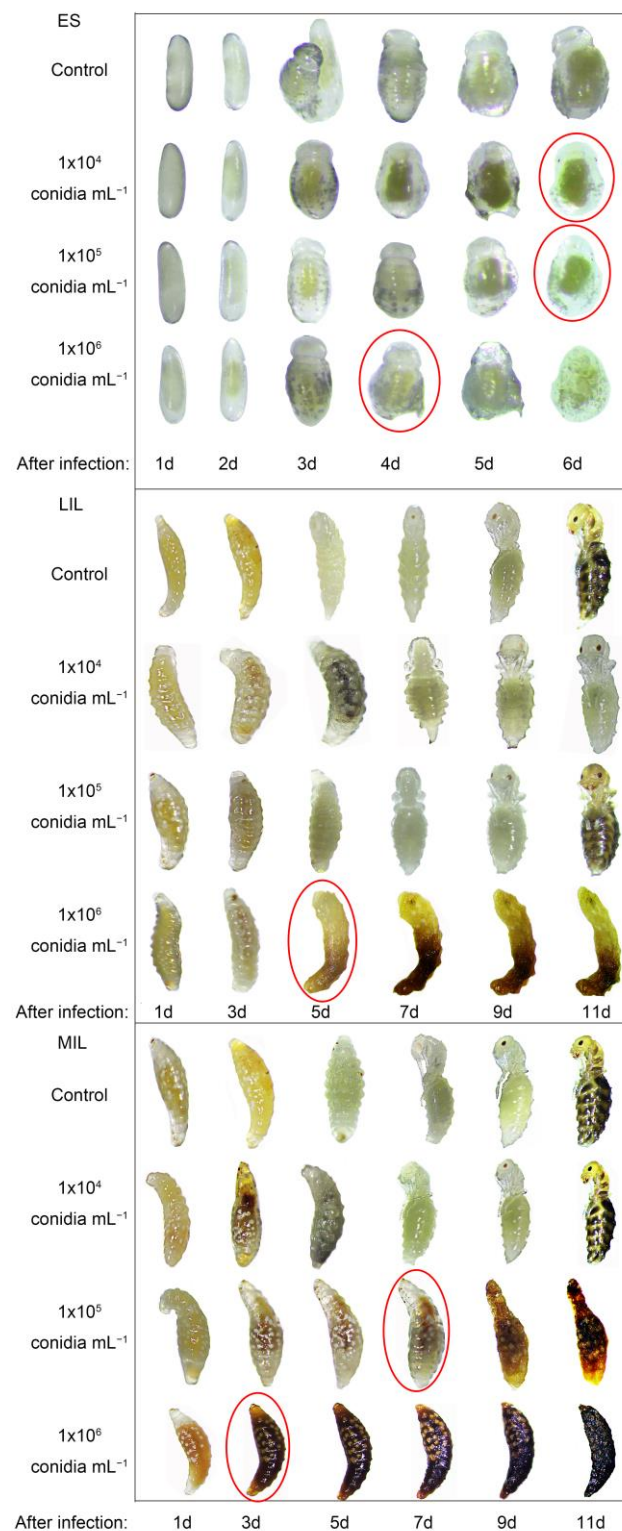 ES
Control
1x10⁴
conidia mL⁻¹
1x10⁵
conidia mL⁻¹
1x10⁶
conidia mL⁻¹
After infection: 1d 2d 3d 4d 5d 6d
LIL
Control
1x10⁴
conidia mL⁻¹
1x10⁵
conidia mL⁻¹
1x10⁶
conidia mL⁻¹
After infection: 1d 3d 5d 7d 9d 11d
MIL
Control
1x10⁴
conidia mL⁻¹
1x10⁵
conidia mL⁻¹
1x10⁶
conidia mL⁻¹
After infection: 1d 3d 5d 7d 9d 11d